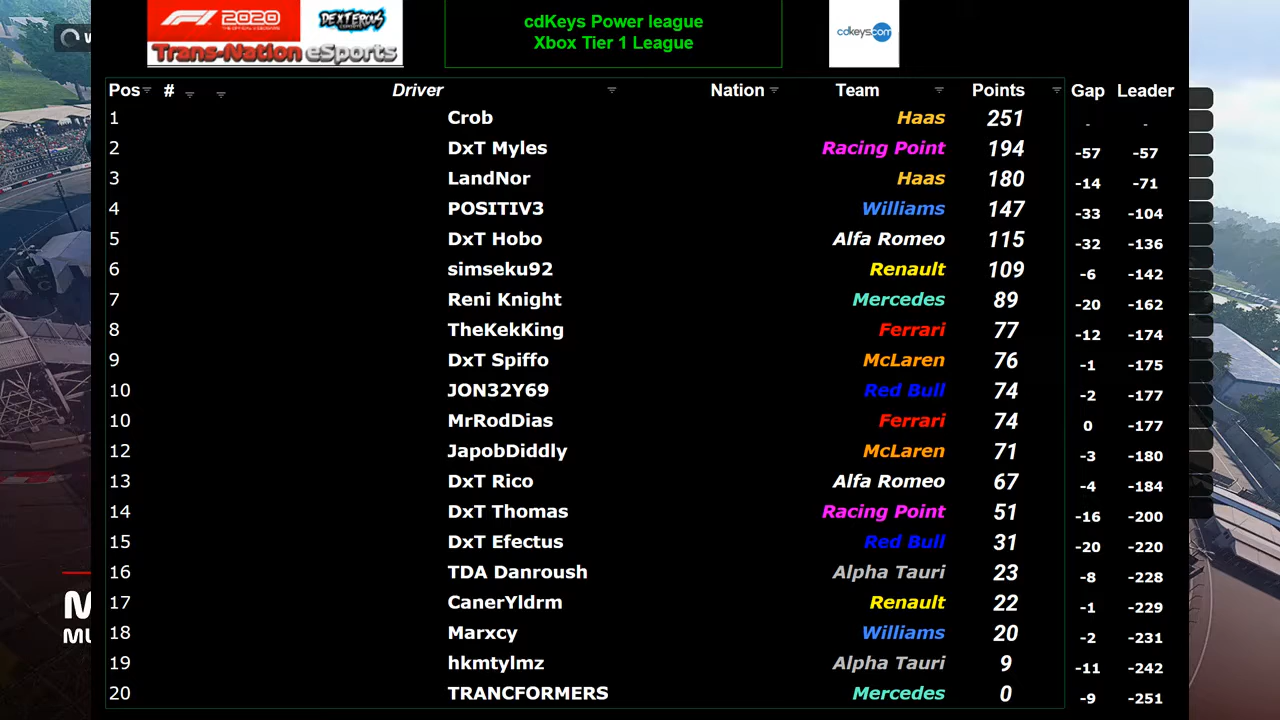 F1 2020
THE OFFICIAL VIDEOGAME
DEXTEROUS
Trans-Nation eSports
cdKeys Power league
Xbox Tier 1 League
cdkeys.com
Pos # Driver Nation Team Points Gap Leader
1 Crob Haas 251 - -
2 DxT Myles Racing Point 194 -57 -57
3 LandNor Haas 180 -14 -71
4 POSITIV3 Williams 147 -33 -104
5 DxT Hobo Alfa Romeo 115 -32 -136
6 simseku92 Renault 109 -6 -142
7 Reni Knight Mercedes 89 -20 -162
8 TheKekKing Ferrari 77 -12 -174
9 DxT Spiffo McLaren 76 -1 -175
10 JON32Y69 Red Bull 74 -2 -177
10 MrRodDias Ferrari 74 0 -177
12 JapobDiddly McLaren 71 -3 -180
13 DxT Rico Alfa Romeo 67 -4 -184
14 DxT Thomas Racing Point 51 -16 -200
15 DxT Efectus Red Bull 31 -20 -220
16 TDA Danroush Alpha Tauri 23 -8 -228
17 CanerYldrm Renault 22 -1 -229
18 Marxcy Williams 20 -2 -231
19 hkmtylmz Alpha Tauri 9 -11 -242
20 TRANCFORMERS Mercedes 0 -9 -251